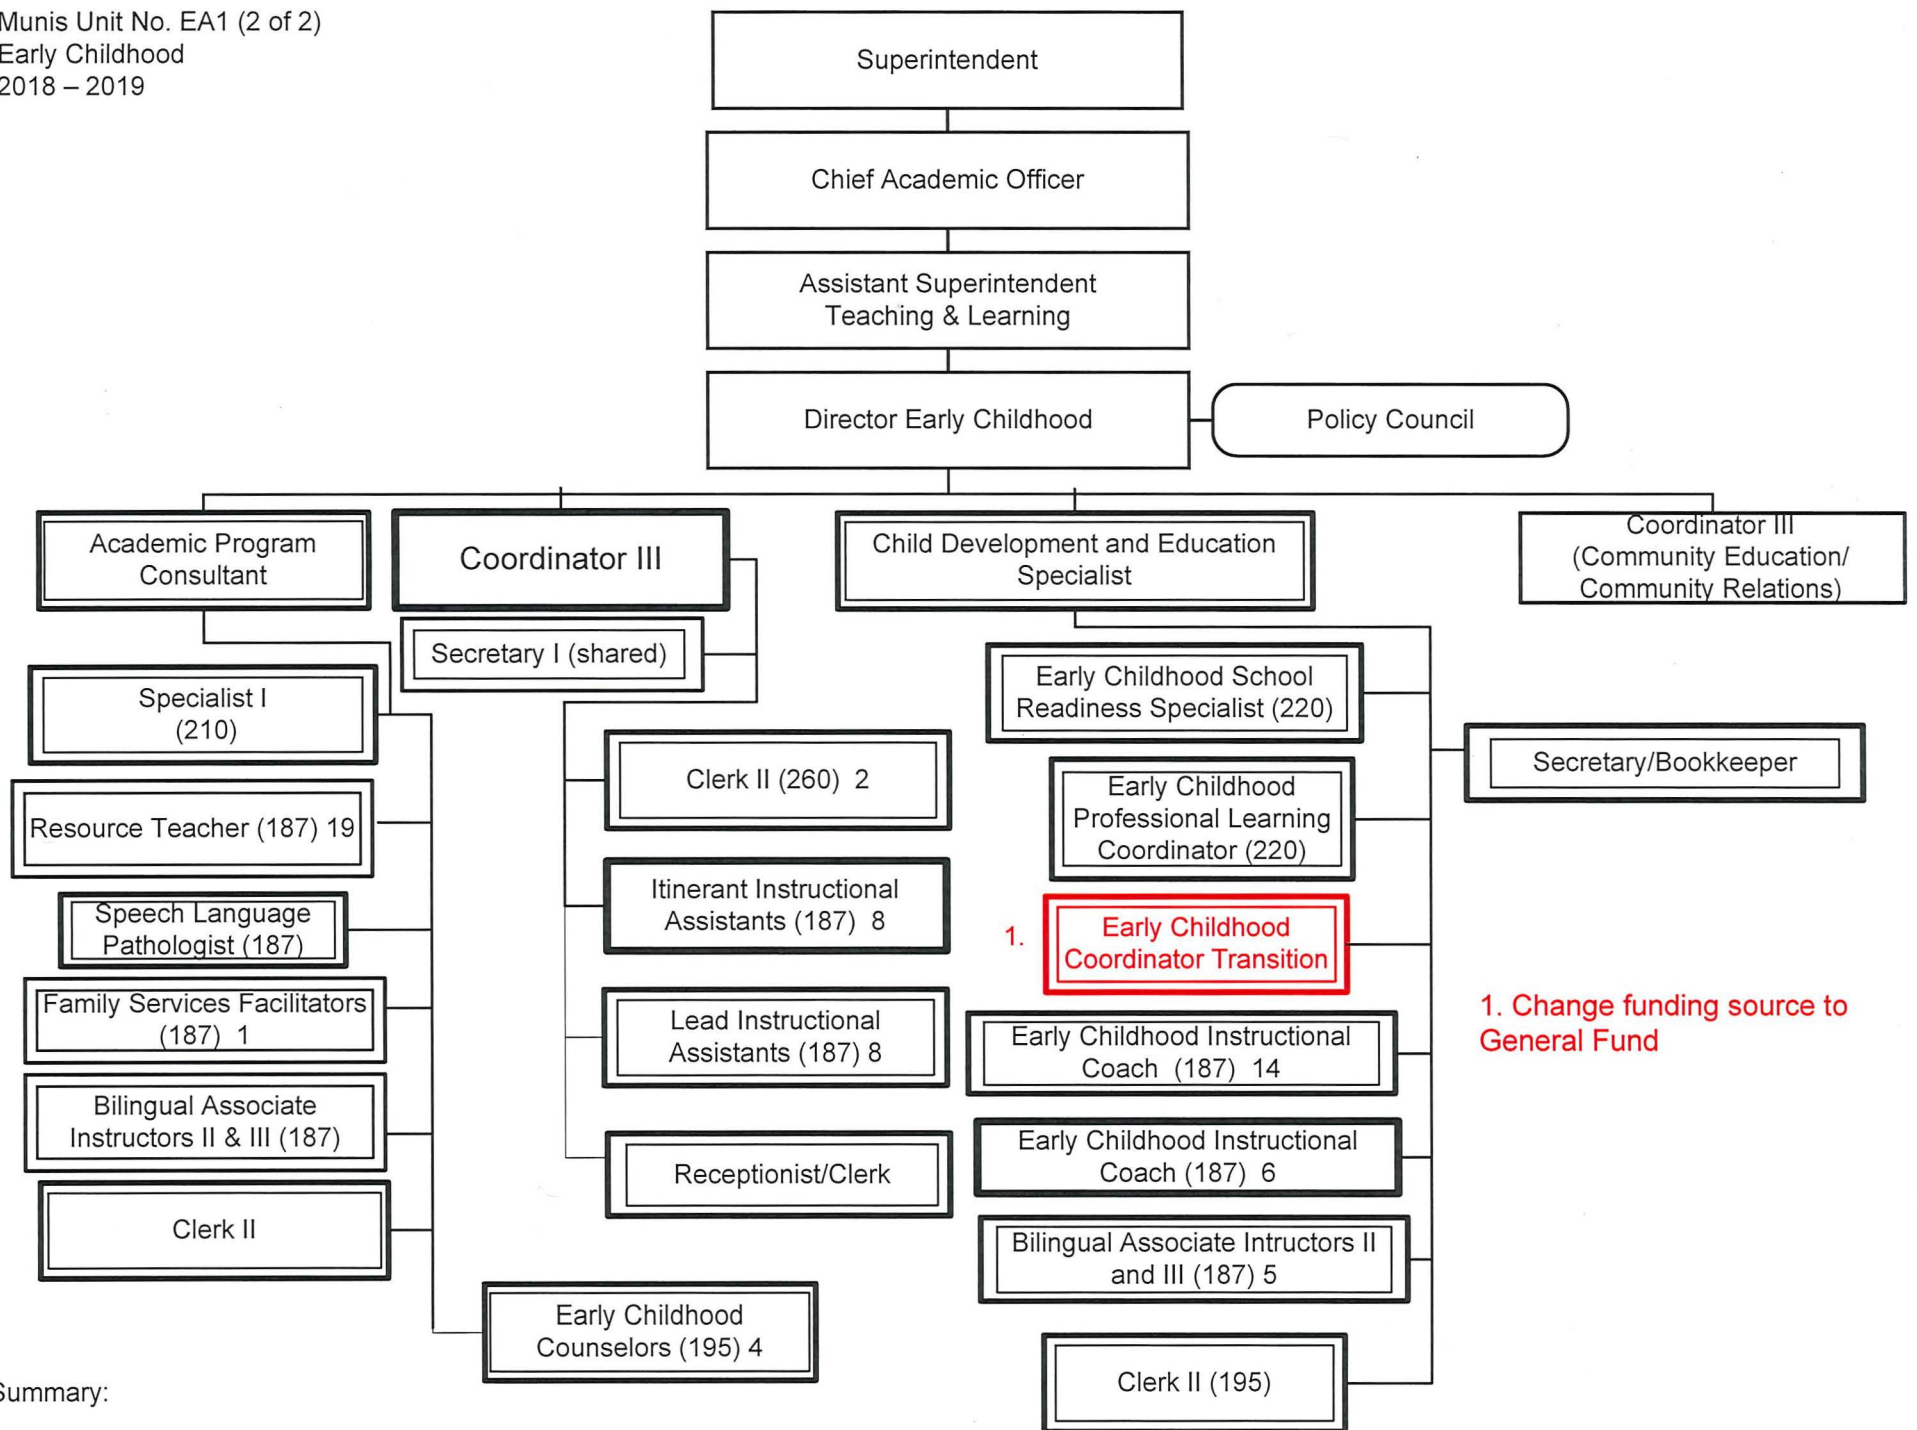 Munis Unit No. EA1 (2 of 2)
Early Childhood
2018 – 2019
Superintendent
Chief Academic Officer
Assistant Superintendent
Teaching & Learning
Director Early Childhood
Policy Council
Academic Program
Consultant
Coordinator III
Child Development and Education
Specialist
Coordinator III
(Community Education/
Community Relations)
Secretary I (shared)
Specialist I
(210)
Resource Teacher (187) 19
Speech Language
Pathologist (187)
Family Services Facilitators
(187) 1
Bilingual Associate
Instructors II & III (187)
Clerk II
Early Childhood
Counselors (195) 4
Clerk II (260) 2
Itinerant Instructional
Assistants (187) 8
Lead Instructional
Assistants (187) 8
Receptionist/Clerk
Early Childhood School
Readiness Specialist (220)
Secretary/Bookkeeper
Early Childhood
Professional Learning
Coordinator (220)
1.
Early Childhood
Coordinator Transition
1. Change funding source to
General Fund
Early Childhood Instructional
Coach (187) 14
Early Childhood Instructional
Coach (187) 6
Bilingual Associate Intructors II
and III (187) 5
Clerk II (195)
Summary: